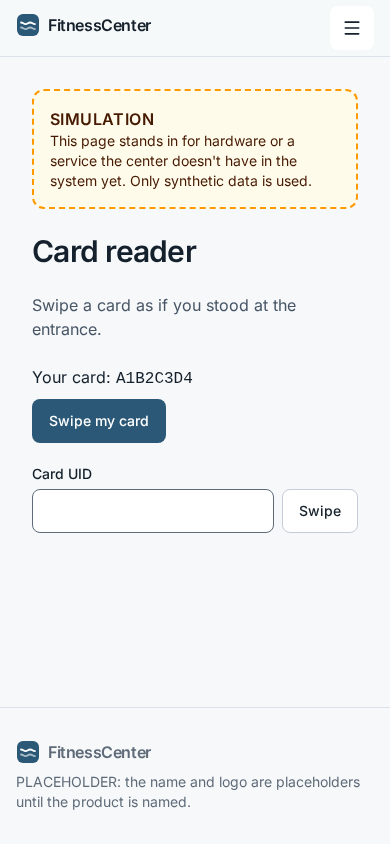 FitnessCenter
SIMULATION
This page stands in for hardware or a
service the center doesn't have in the
system yet. Only synthetic data is used.
Card reader
Swipe a card as if you stood at the
entrance.
Your card: A1B2C3D4
Swipe my card
Card UID
Swipe
FitnessCenter
PLACEHOLDER: the name and logo are placeholders
until the product is named.